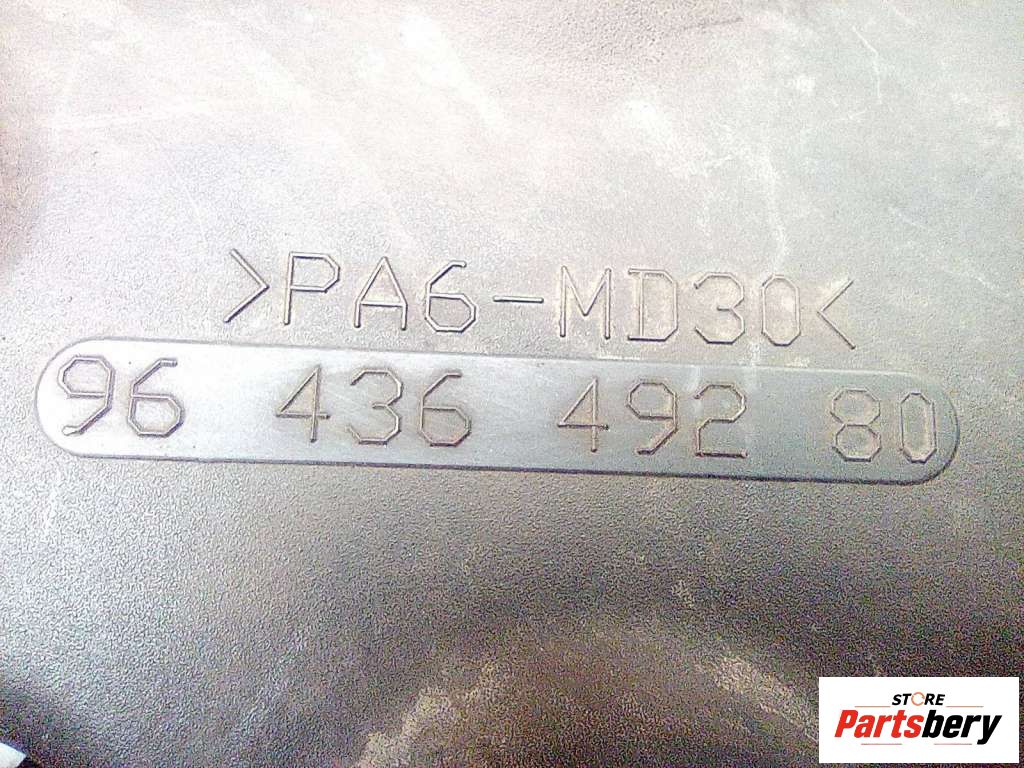 >PA6-MD30<
96 436 492 80
STORE
Partsbery